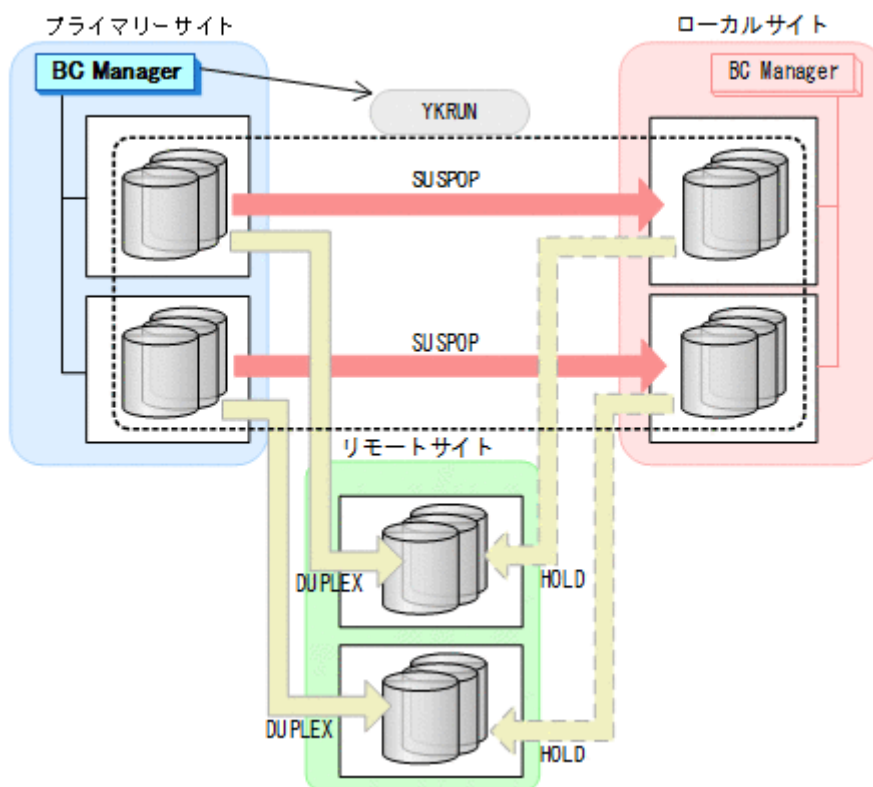 プライマリーサイト
ローカルサイト
BC Manager
BC Manager
YKRUN
SUSPOP
SUSPOP
リモートサイト
DUPLEX
HOLD
DUPLEX
HOLD